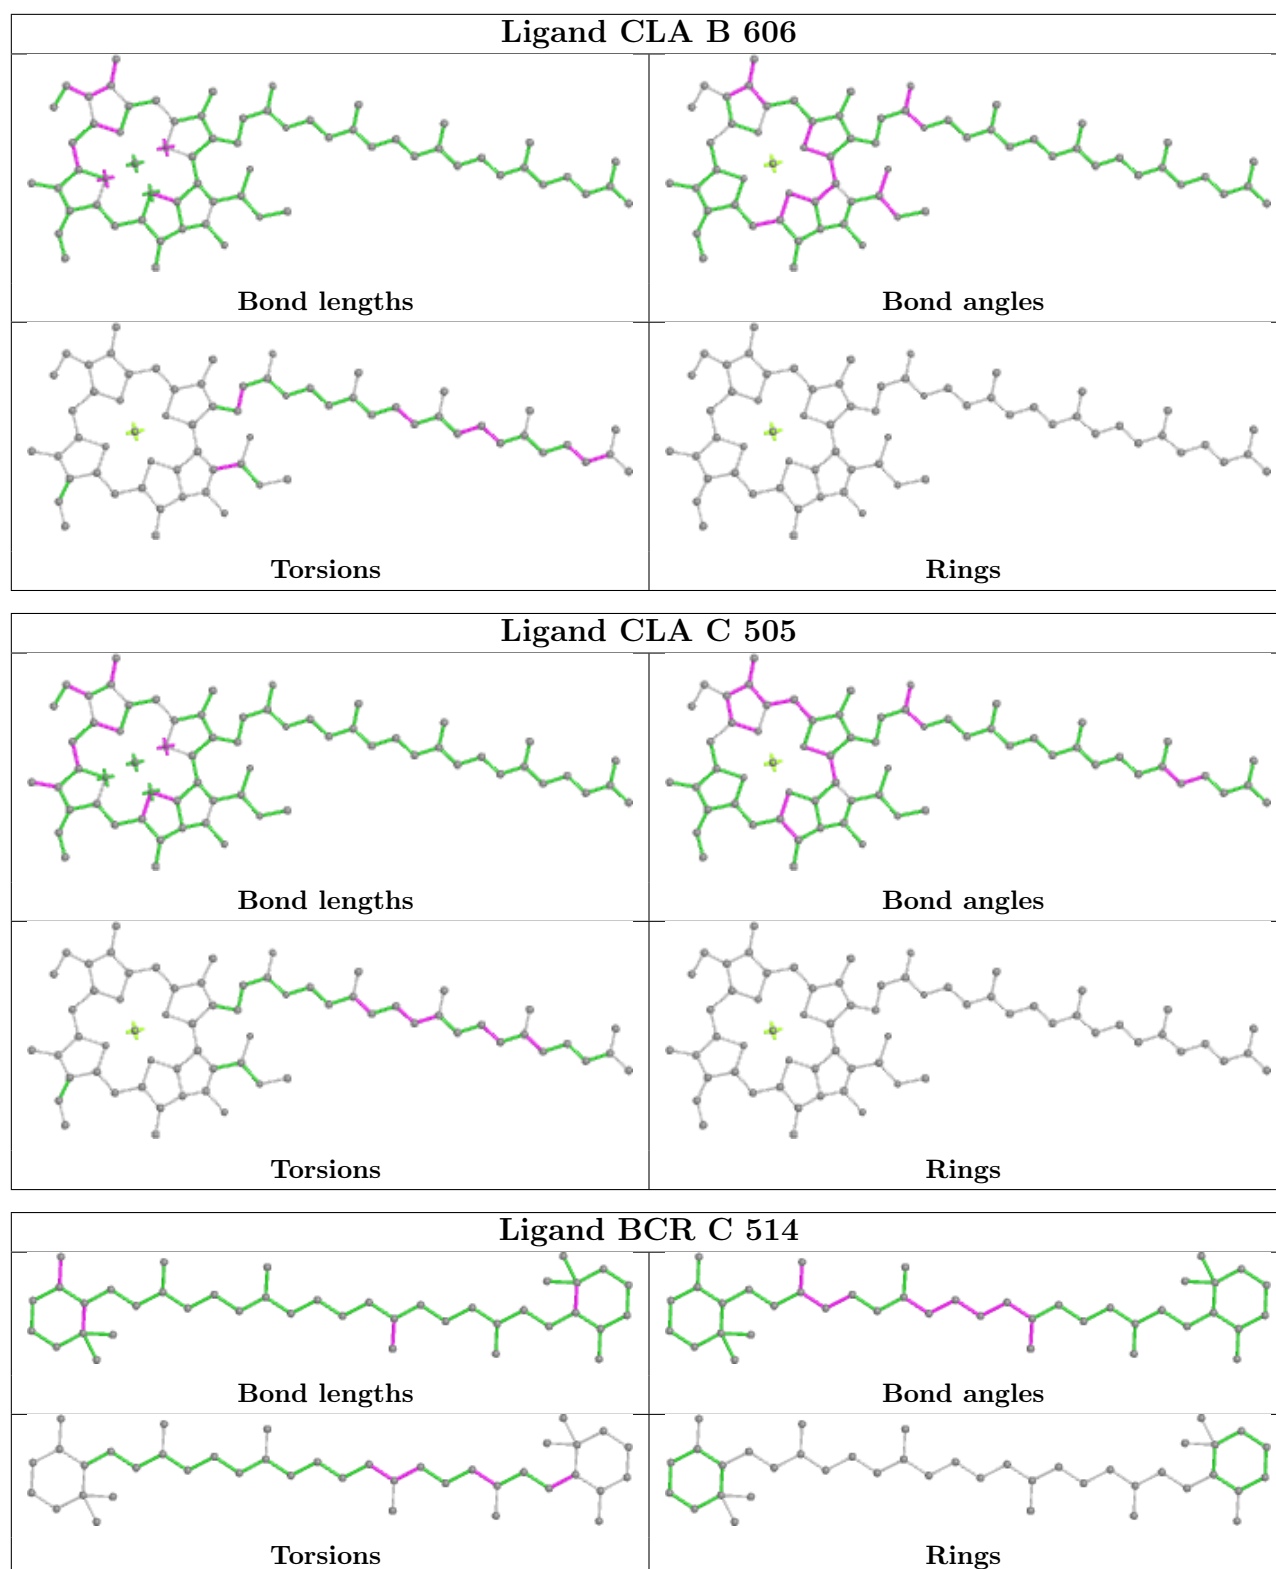 Ligand CLA B 606
Bond lengths
Bond angles
Torsions
Rings
Ligand CLA C 505
Bond lengths
Bond angles
Torsions
Rings
Ligand BCR C 514
Bond lengths
Bond angles
Torsions
Rings